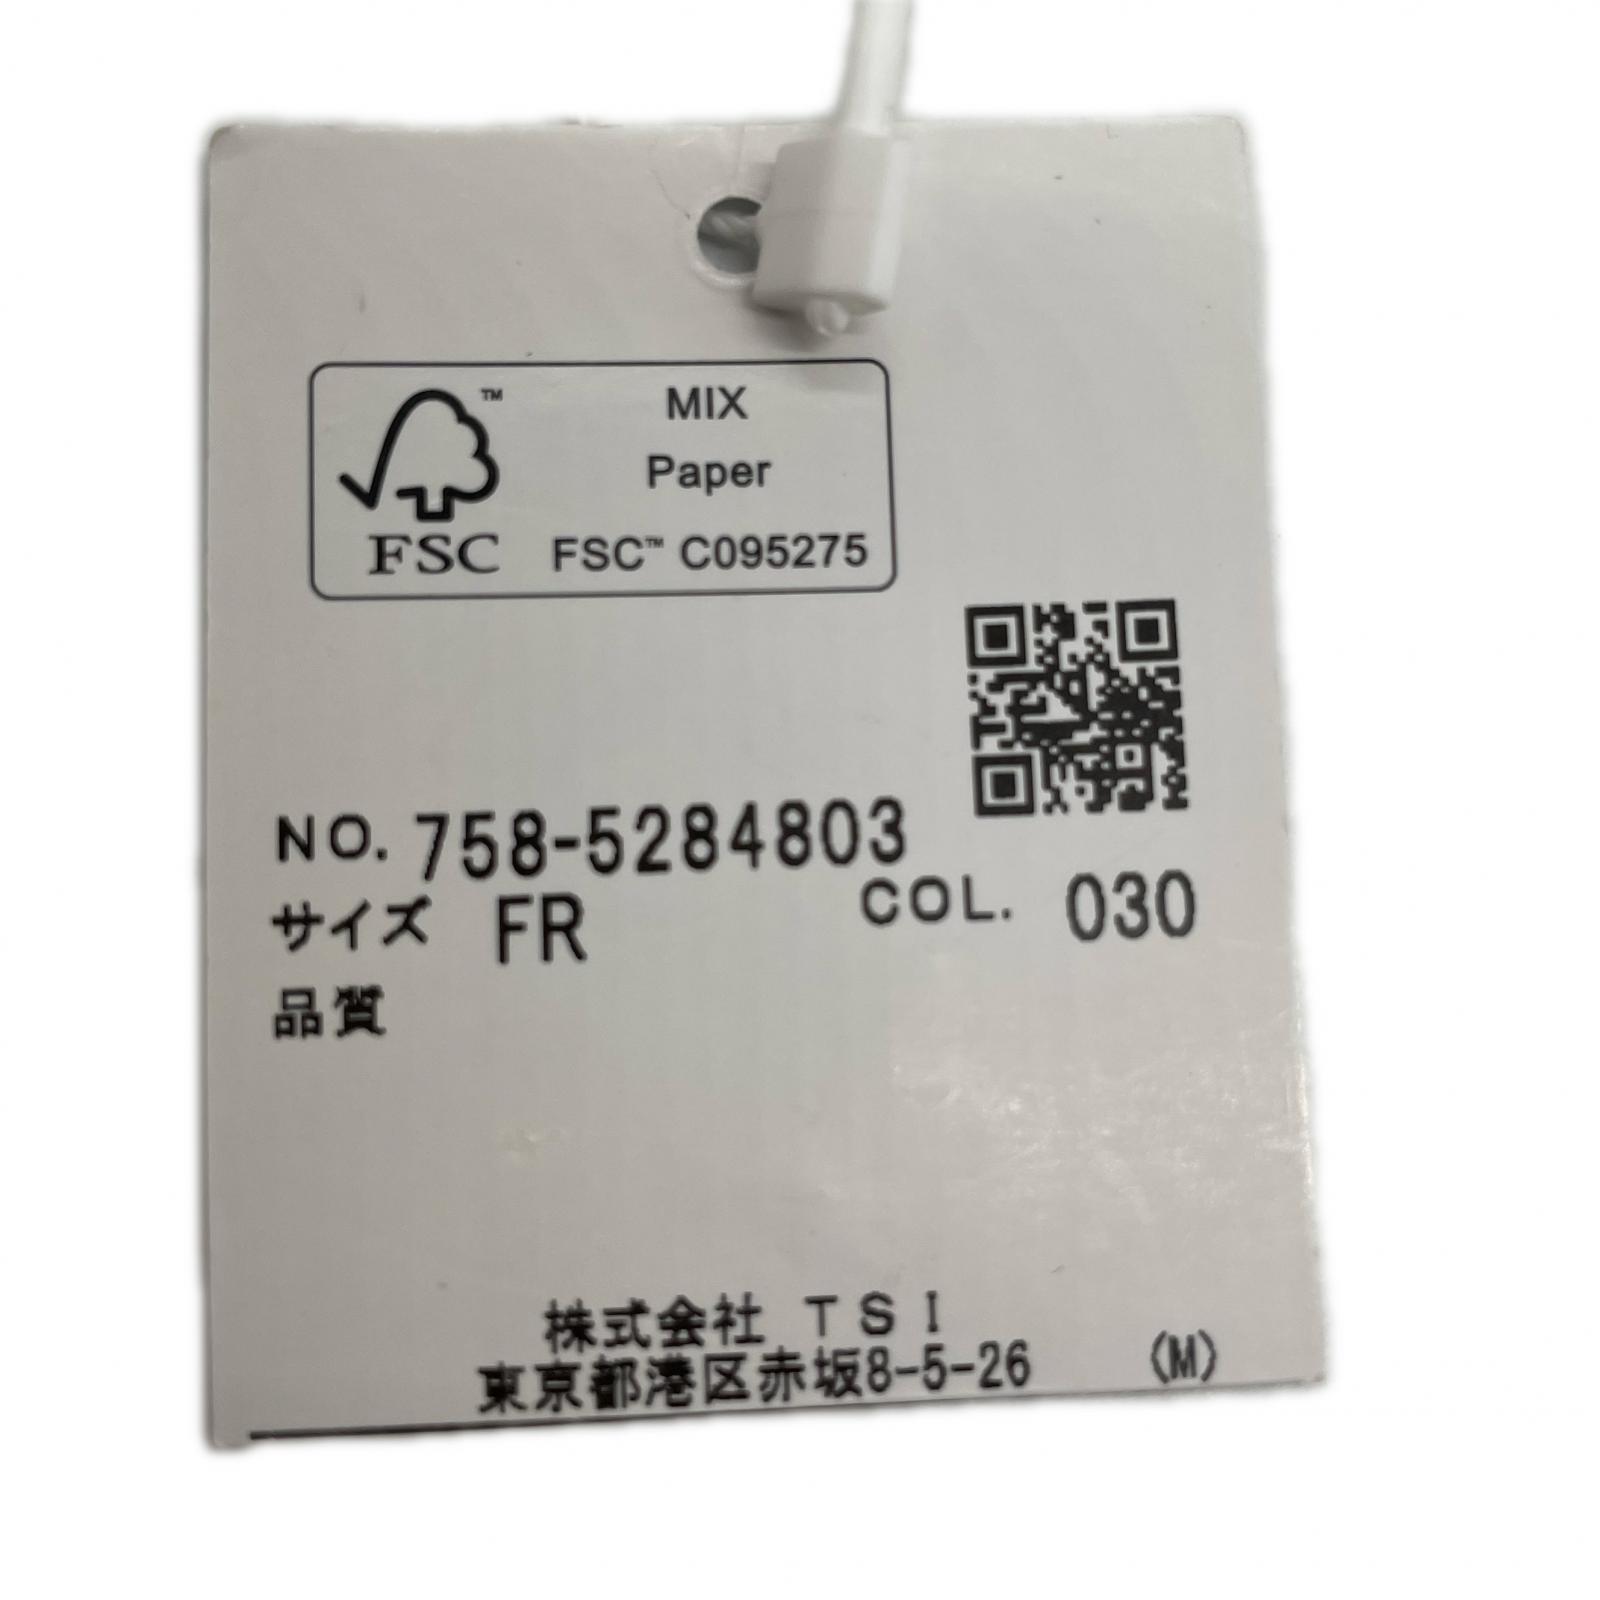 MIX
Paper
FSC™ C095275
™
FSC
NO. 758-5284803
サイズ FR COL. 030
品質
株式会社 TSI
東京都港区赤坂8-5-26 (M)